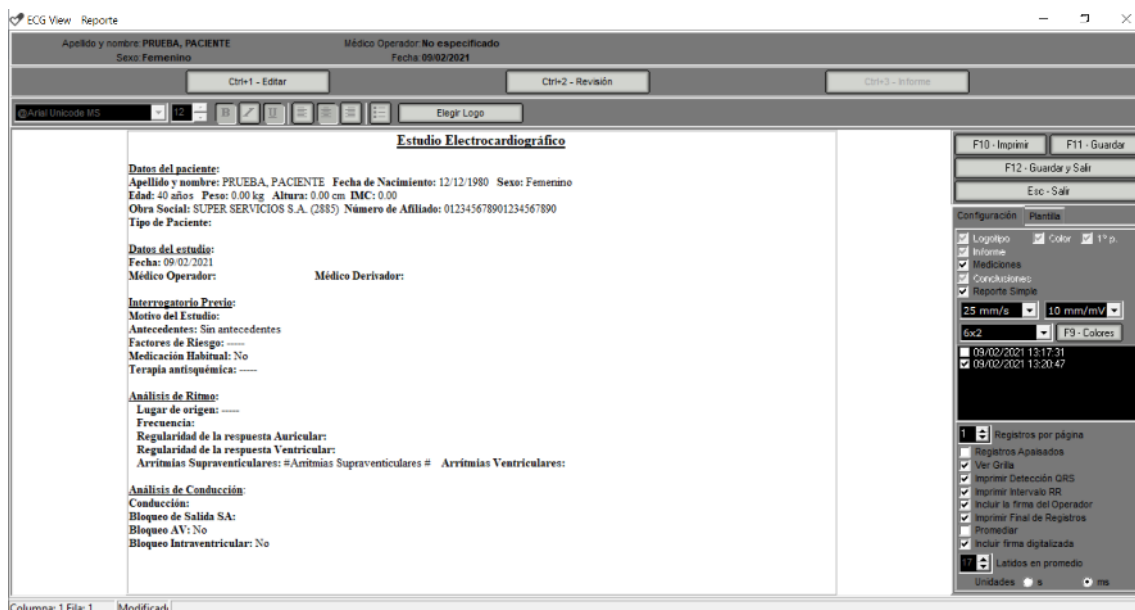 ECG View Reporte
Apellido y nombre: PRUEBA, PACIENTE Médico Operador: No especificado
Sexo: Femenino Fecha: 09/02/2021
Ctrl+1 - Editar Ctrl+2 - Revisión Ctrl+3 - Informe
@Arial Unicode MS 12 B I U Elegir Logo
Estudio Electrocardiográfico
Datos del paciente:
Apellido y nombre: PRUEBA, PACIENTE Fecha de Nacimiento: 12/12/1980 Sexo: Femenino
Edad: 40 años Peso: 0.00 kg Altura: 0.00 cm IMC: 0.00
Obra Social: SUPER SERVICIOS S.A. (2885) Número de Afiliado: 012345678901234567890
Tipo de Paciente:
Datos del estudio:
Fecha: 09/02/2021
Médico Operador: Médico Derivador:
Interrogatorio Previo:
Motivo del Estudio:
Antecedentes: Sin antecedentes
Factores de Riesgo: -----
Medicación Habitual: No
Terapia antisquémica: -----
Análisis de Ritmo:
Lugar de origen: -----
Frecuencia:
Regularidad de la respuesta Auricular:
Regularidad de la respuesta Ventricular:
Arritmias Supraventiculares: #Arritmias Supraventiculares # Arritmias Ventriculares:
Análisis de Conducción:
Conducción:
Bloqueo de Salida SA:
Bloqueo AV: No
Bloqueo Intraventricular: No
F10 - Imprimir F11 - Guardar
F12 - Guardar y Salir
Esc - Salir
Configuración Plantilla
Logotipo Color 1º p.
Informe
Mediciones
Conclusiones
Reporte Simple
25 mm/s 10 mm/mV
6x2 F9 - Colores
09/02/2021 13:17:31
09/02/2021 13:20:47
1 Registros por página
Registros Apaisados
Ver Grilla
Imprimir Detección QRS
Imprimir Intervalo RR
Incluir la firma del Operador
Imprimir Final de Registros
Promediar
Incluir firma digitalizada
17 Latidos en promedio
Unidades s ms
Columna: 1 Fila: 1 Modificado